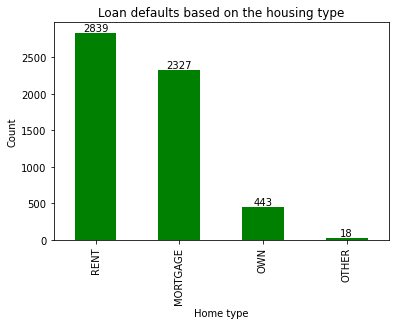 Loan defaults based on the housing type
2839
2327
443
18
2500
2000
1500
1000
500
0
Count
RENT
MORTGAGE
OWN
OTHER
Home type